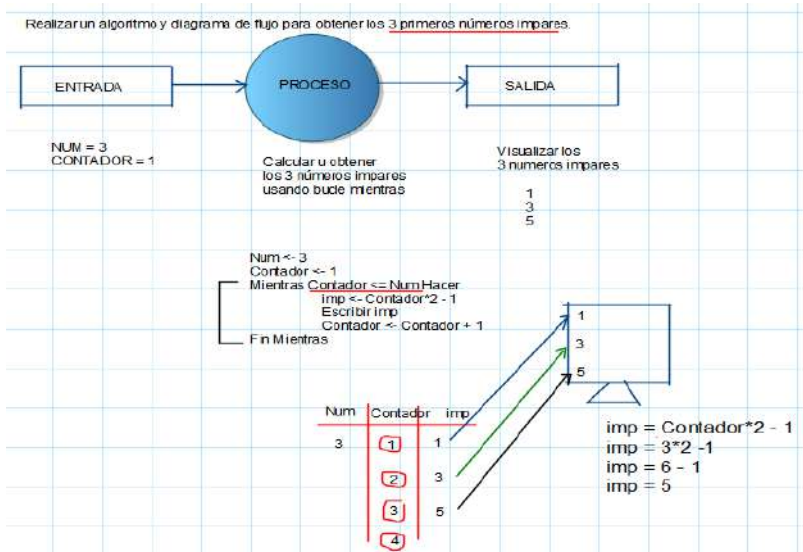 Realizar un algoritmo y diagrama de flujo para obtener los 3 primeros números impares.
ENTRADA
PROCESO
SALIDA
NUM = 3
CONTADOR = 1
Calcular u obtener
los 3 números impares
usando bucle mientras
Visualizar los
3 numeros impares
1
3
5
Num <- 3
Contador <- 1
Mientras Contador <= Num Hacer
imp <- Contador*2 - 1
Escribir imp
Contador <- Contador + 1
Fin Mientras
1
3
5
Num Contador imp
3 1 1
2 3
3 5
4
imp = Contador*2 - 1
imp = 3*2 -1
imp = 6 - 1
imp = 5